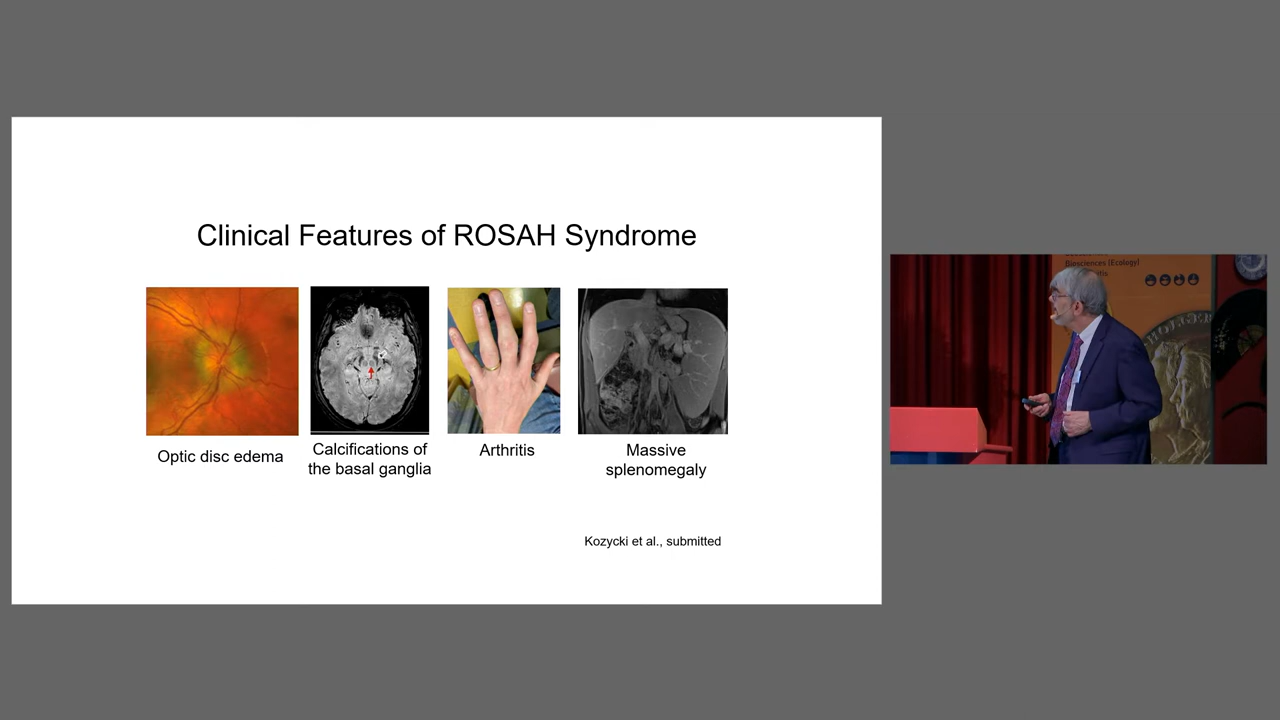 Clinical Features of ROSAH Syndrome
Optic disc edema
Calcifications of
the basal ganglia
Arthritis
Massive
splenomegaly
Kozycki et al., submitted
Biosciences (Ecology)